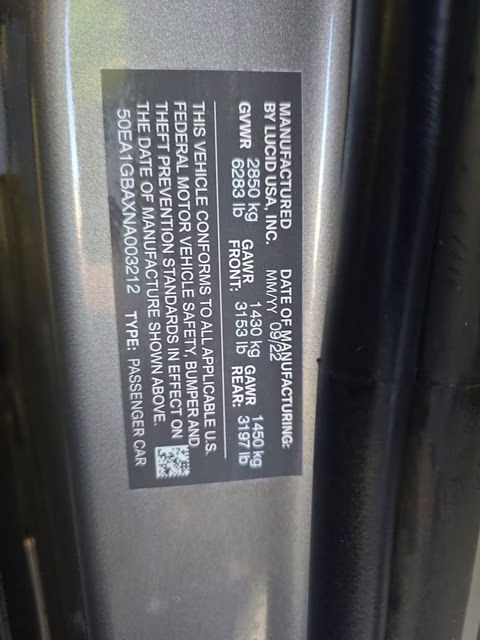 MANUFACTURED
BY LUCID USA, INC.
DATE OF MANUFACTURING:
MM/YY 09/22
GVWR 2850 kg
6283 lb
GAWR FRONT: 1430 kg
3153 lb
GAWR REAR: 1450 kg
3197 lb
THIS VEHICLE CONFORMS TO ALL APPLICABLE U.S.
FEDERAL MOTOR VEHICLE SAFETY, BUMPER AND
THEFT PREVENTION STANDARDS IN EFFECT ON
THE DATE OF MANUFACTURE SHOWN ABOVE.
50EA1GBAXNA003212 TYPE: PASSENGER CAR